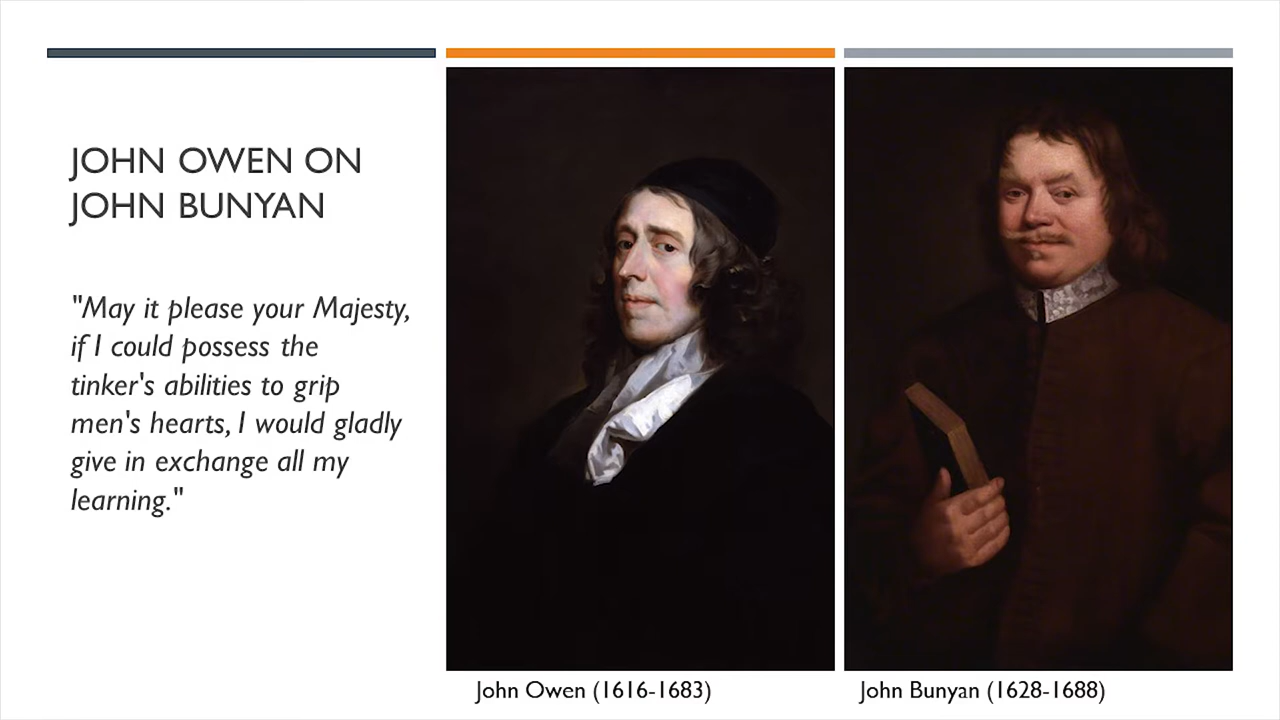 JOHN OWEN ON
JOHN BUNYAN
"May it please your Majesty,
if I could possess the
tinker's abilities to grip
men's hearts, I would gladly
give in exchange all my
learning."
John Owen (1616-1683)
John Bunyan (1628-1688)